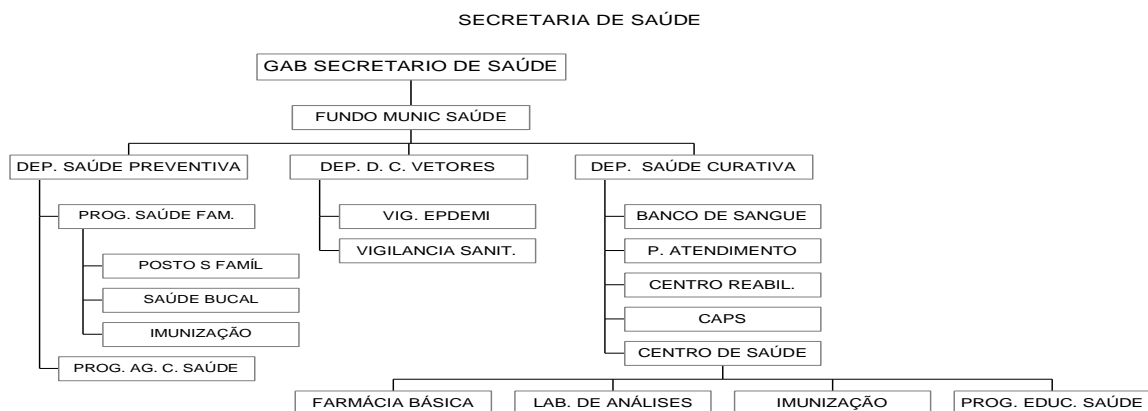 SECRETARIA DE SAÚDE
GAB SECRETARIO DE SAÚDE
FUNDO MUNIC SAÚDE
DEP. SAÚDE PREVENTIVA
DEP. D. C. VETORES
DEP. SAÚDE CURATIVA
PROG. SAÚDE FAM.
VIG. EPDEMI
BANCO DE SANGUE
VIGILANCIA SANIT.
P. ATENDIMENTO
POSTO S FAMÍL
CENTRO REABIL.
SAÚDE BUCAL
CAPS
IMUNIZAÇÃO
CENTRO DE SAÚDE
PROG. AG. C. SAÚDE
FARMÁCIA BÁSICA
LAB. DE ANÁLISES
IMUNIZAÇÃO
PROG. EDUC. SAÚDE